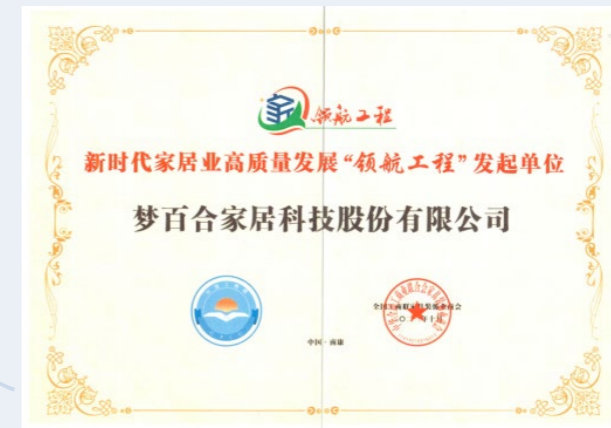 领航工程
新时代家居业高质量发展“领航工程”发起单位
梦百合家居科技股份有限公司
中国·南康